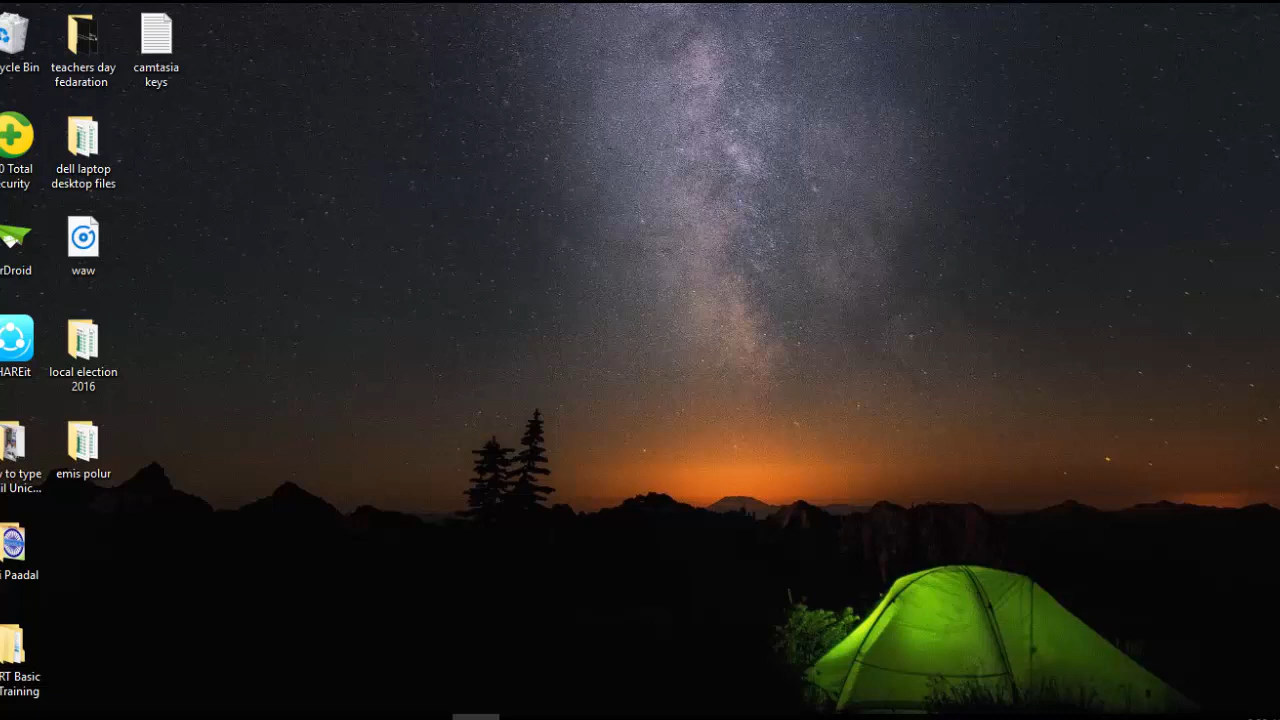 ycle Bin
teachers day
fedaration
camtasia
keys
0 Total
curity
dell laptop
desktop files
rDroid
waw
HAREit
local election
2016
w to type
il Unic...
emis polur
i Paadal
RT Basic
Training